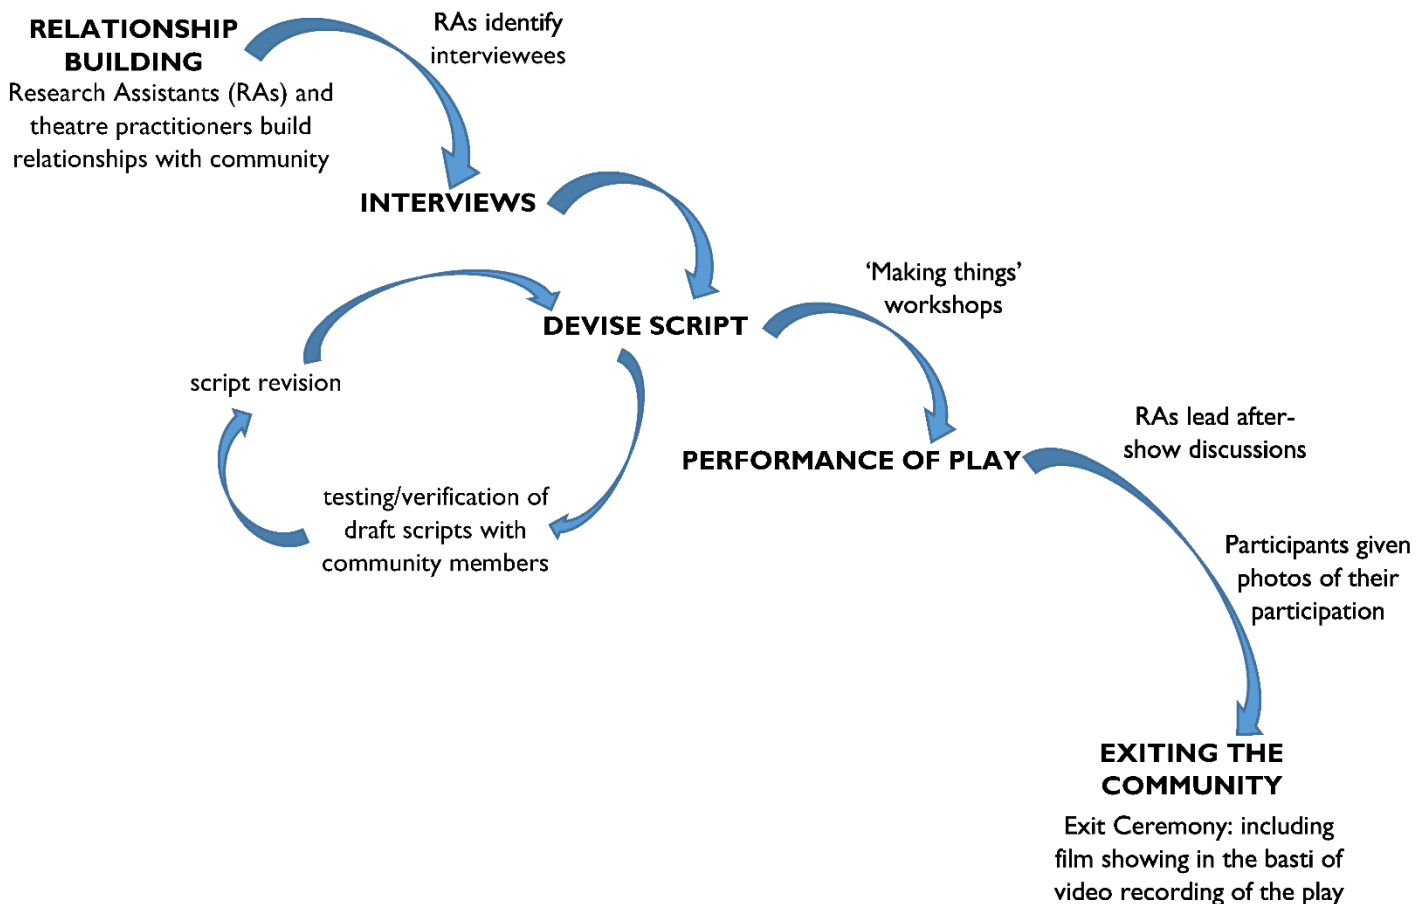 RELATIONSHIP
BUILDING
Research Assistants (RAs) and
theatre practitioners build
relationships with community
RAs identify
interviewees
INTERVIEWS
DEVISE SCRIPT
script revision
testing/verification of
draft scripts with
community members
‘Making things’
workshops
PERFORMANCE OF PLAY
RAs lead after-
show discussions
Participants given
photos of their
participation
EXITING THE
COMMUNITY
Exit Ceremony: including
film showing in the basti of
video recording of the play